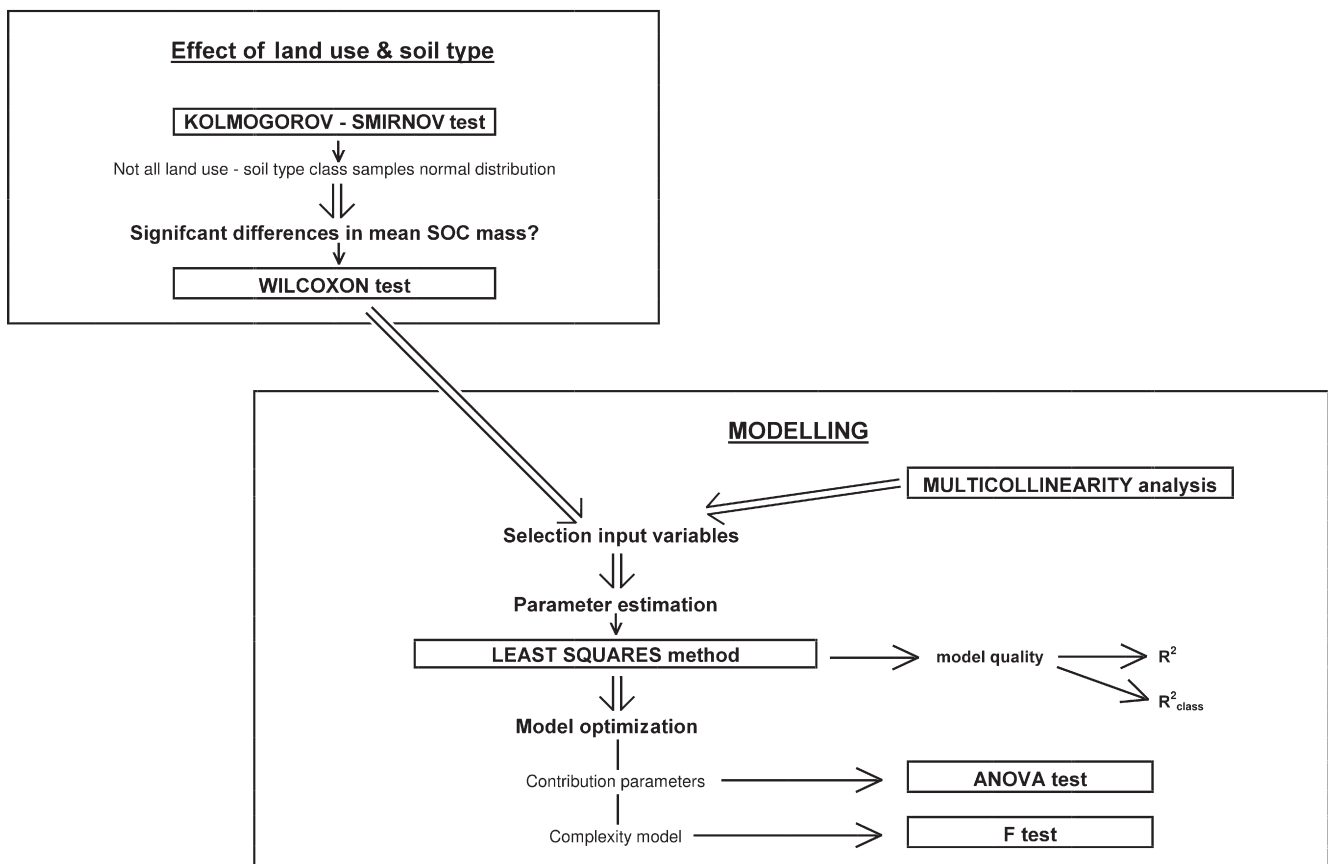 Effect of land use & soil type
KOLMOGOROV - SMIRNOV test
Not all land use - soil type class samples normal distribution
Signifcant differences in mean SOC mass?
WILCOXON test
MODELLING
MULTICOLLINEARITY analysis
Selection input variables
Parameter estimation
LEAST SQUARES method
model quality
R²
R²class
Model optimization
Contribution parameters
ANOVA test
Complexity model
F test